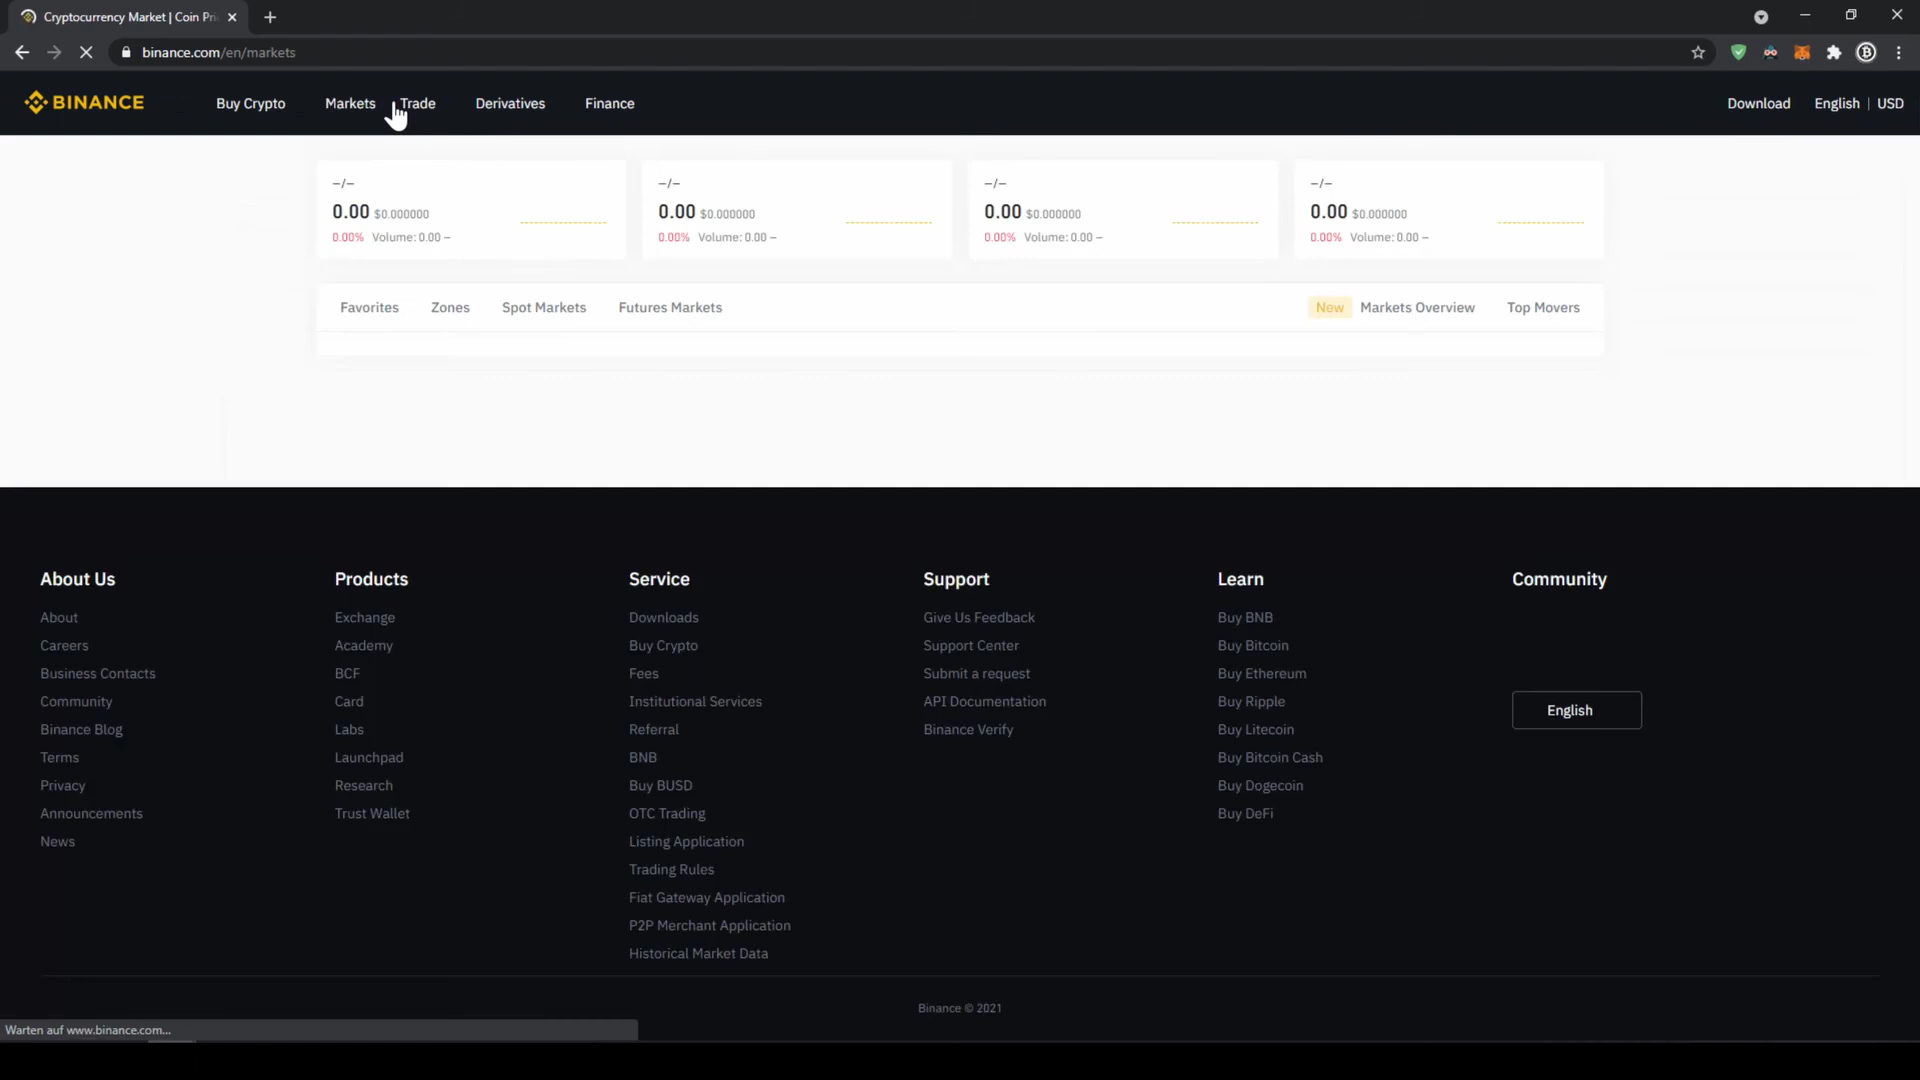 Cryptocurrency Market | Coin Pri
binance.com/en/markets
BINANCE
Buy Crypto
Markets
Trade
Derivatives
Finance
Download
English | USD
–/–
0.00 $0.000000
0.00% Volume: 0.00 –
–/–
0.00 $0.000000
0.00% Volume: 0.00 –
–/–
0.00 $0.000000
0.00% Volume: 0.00 –
–/–
0.00 $0.000000
0.00% Volume: 0.00 –
Favorites
Zones
Spot Markets
Futures Markets
New Markets Overview
Top Movers
About Us
About
Careers
Business Contacts
Community
Binance Blog
Terms
Privacy
Announcements
News
Products
Exchange
Academy
BCF
Card
Labs
Launchpad
Research
Trust Wallet
Service
Downloads
Buy Crypto
Fees
Institutional Services
Referral
BNB
Buy BUSD
OTC Trading
Listing Application
Trading Rules
Fiat Gateway Application
P2P Merchant Application
Historical Market Data
Support
Give Us Feedback
Support Center
Submit a request
API Documentation
Binance Verify
Learn
Buy BNB
Buy Bitcoin
Buy Ethereum
Buy Ripple
Buy Litecoin
Buy Bitcoin Cash
Buy Dogecoin
Buy DeFi
Community
English
Binance © 2021
Warten auf www.binance.com...